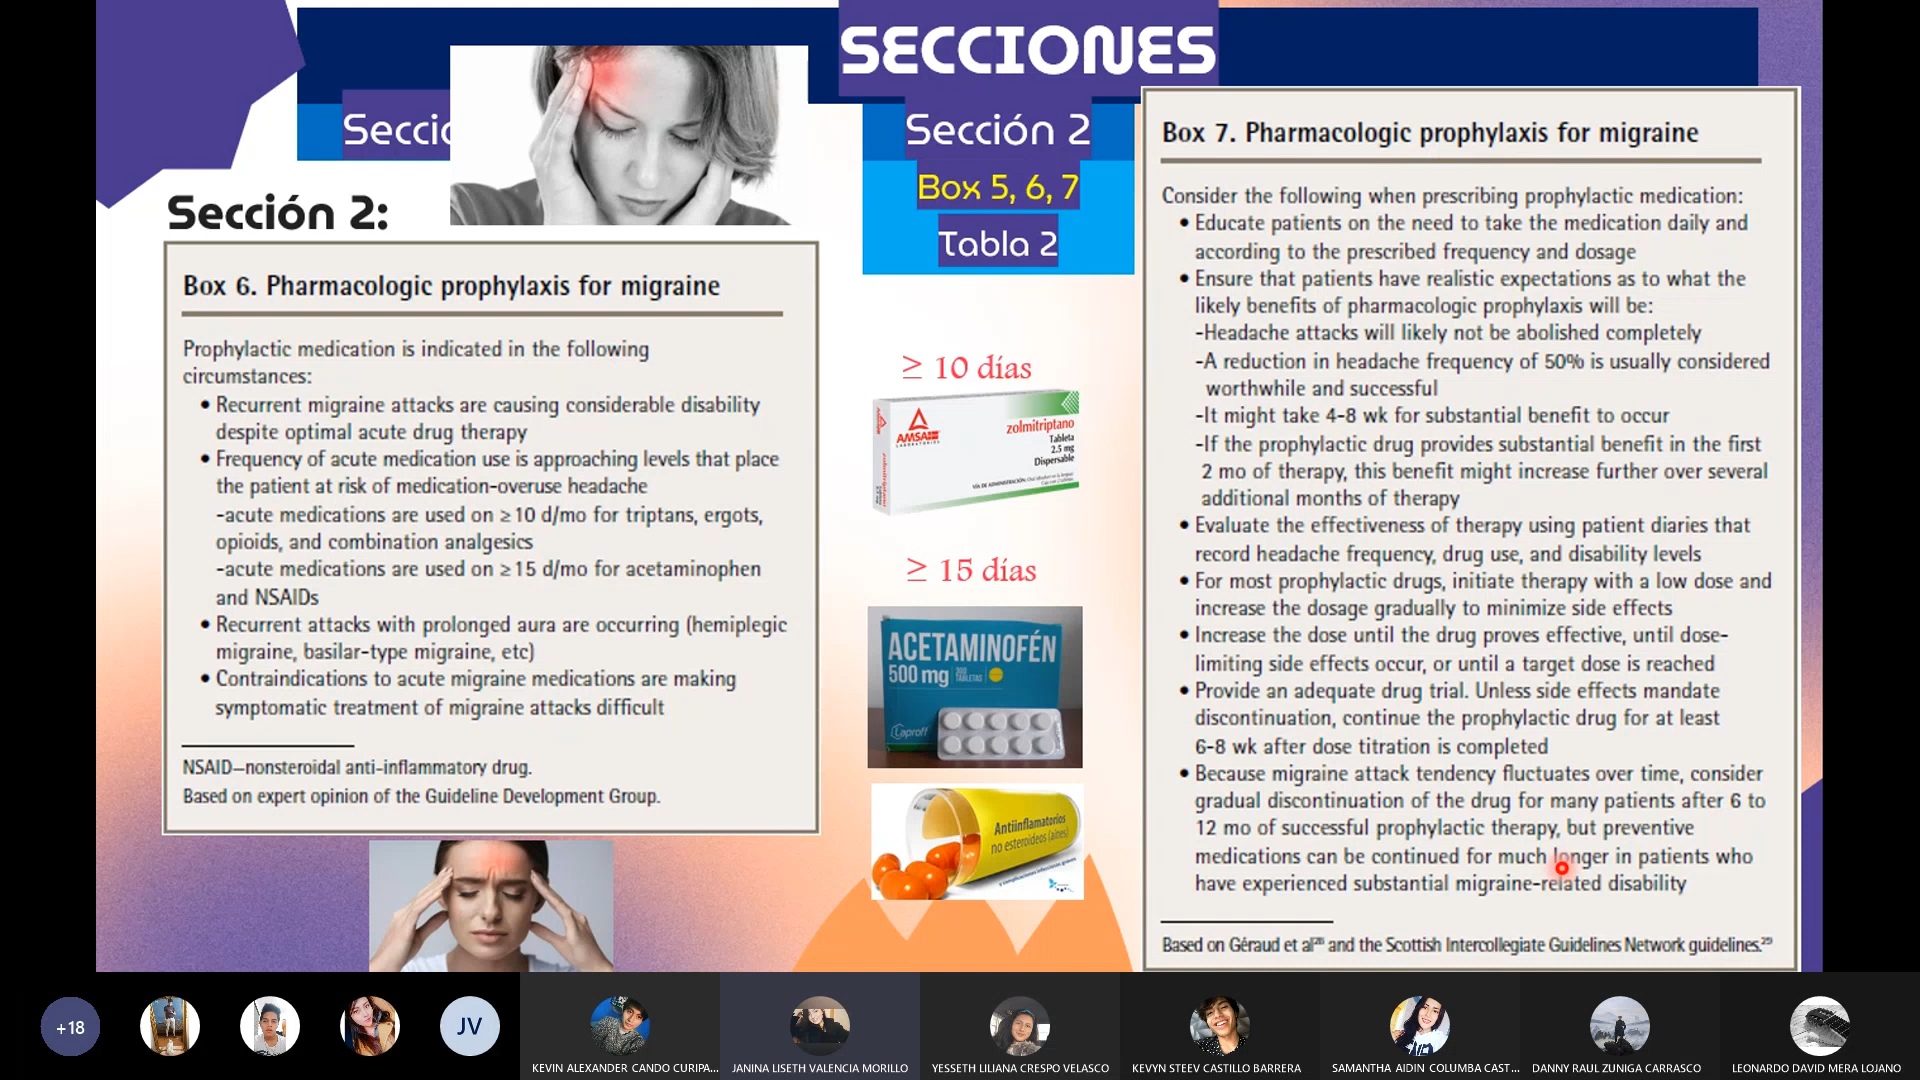 SECCIONES
Secció
Sección 2
Box 5, 6, 7
Tabla 2
Sección 2:
Box 6. Pharmacologic prophylaxis for migraine
Prophylactic medication is indicated in the following
circumstances:
• Recurrent migraine attacks are causing considerable disability
despite optimal acute drug therapy
• Frequency of acute medication use is approaching levels that place
the patient at risk of medication-overuse headache
-acute medications are used on ≥10 d/mo for triptans, ergots,
opioids, and combination analgesics
-acute medications are used on ≥15 d/mo for acetaminophen
and NSAIDs
• Recurrent attacks with prolonged aura are occurring (hemiplegic
migraine, basilar-type migraine, etc)
• Contraindications to acute migraine medications are making
symptomatic treatment of migraine attacks difficult
NSAID—nonsteroidal anti-inflammatory drug.
Based on expert opinion of the Guideline Development Group.
≥ 10 días
AMSA
zolmitriptano
Tableta
2.5 mg
Dispersable
≥ 15 días
ACETAMINOFÉN
500 mg
TABLETAS
Laproff
Antiinflamatorios
no esteroideos (aines)
Box 7. Pharmacologic prophylaxis for migraine
Consider the following when prescribing prophylactic medication:
• Educate patients on the need to take the medication daily and
according to the prescribed frequency and dosage
• Ensure that patients have realistic expectations as to what the
likely benefits of pharmacologic prophylaxis will be:
-Headache attacks will likely not be abolished completely
-A reduction in headache frequency of 50% is usually considered
worthwhile and successful
-It might take 4-8 wk for substantial benefit to occur
-If the prophylactic drug provides substantial benefit in the first
2 mo of therapy, this benefit might increase further over several
additional months of therapy
• Evaluate the effectiveness of therapy using patient diaries that
record headache frequency, drug use, and disability levels
• For most prophylactic drugs, initiate therapy with a low dose and
increase the dosage gradually to minimize side effects
• Increase the dose until the drug proves effective, until dose-
limiting side effects occur, or until a target dose is reached
• Provide an adequate drug trial. Unless side effects mandate
discontinuation, continue the prophylactic drug for at least
6-8 wk after dose titration is completed
• Because migraine attack tendency fluctuates over time, consider
gradual discontinuation of the drug for many patients after 6 to
12 mo of successful prophylactic therapy, but preventive
medications can be continued for much longer in patients who
have experienced substantial migraine-related disability
Based on Géraud et al²⁸ and the Scottish Intercollegiate Guidelines Network guidelines.²⁹
+18
JV
KEVIN ALEXANDER CANDO CURIPA...
JANINA LISETH VALENCIA MORILLO
YESSETH LILIANA CRESPO VELASCO
KEVYN STEEV CASTILLO BARRERA
SAMANTHA AIDIN COLUMBA CAST...
DANNY RAUL ZUNIGA CARRASCO
LEONARDO DAVID MERA LOJANO